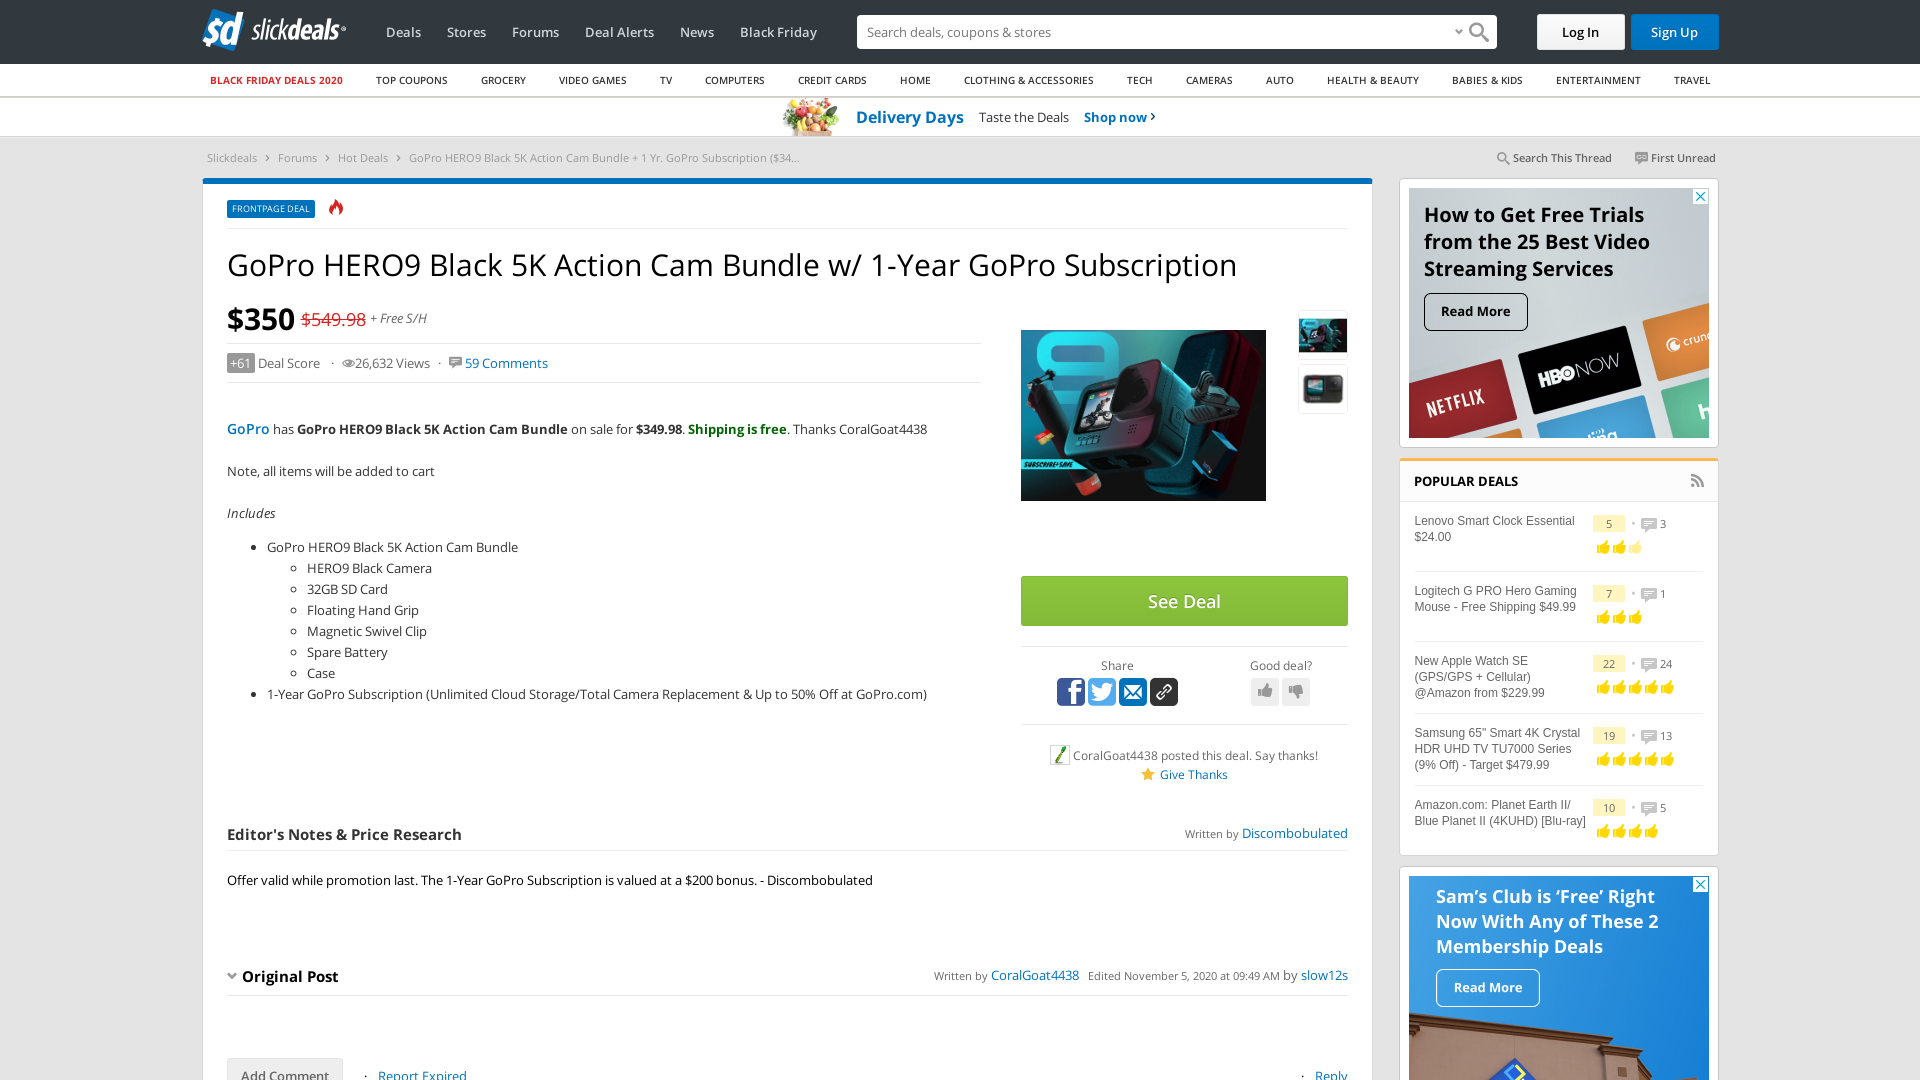 sd slickdeals
Deals Stores Forums Deal Alerts News Black Friday
Search deals, coupons & stores
Log In Sign Up
BLACK FRIDAY DEALS 2020 TOP COUPONS GROCERY VIDEO GAMES TV COMPUTERS CREDIT CARDS HOME CLOTHING & ACCESSORIES TECH CAMERAS AUTO HEALTH & BEAUTY BABIES & KIDS ENTERTAINMENT TRAVEL
Delivery Days Taste the Deals Shop now ›
Slickdeals › Forums › Hot Deals › GoPro HERO9 Black 5K Action Cam Bundle + 1 Yr. GoPro Subscription ($34...
Search This Thread First Unread
FRONTPAGE DEAL
GoPro HERO9 Black 5K Action Cam Bundle w/ 1-Year GoPro Subscription
$350 $549.98 + Free S/H
+61 Deal Score · 26,632 Views · 59 Comments
GoPro has GoPro HERO9 Black 5K Action Cam Bundle on sale for $349.98. Shipping is free. Thanks CoralGoat4438
Note, all items will be added to cart
Includes
• GoPro HERO9 Black 5K Action Cam Bundle
◦ HERO9 Black Camera
◦ 32GB SD Card
◦ Floating Hand Grip
◦ Magnetic Swivel Clip
◦ Spare Battery
◦ Case
• 1-Year GoPro Subscription (Unlimited Cloud Storage/Total Camera Replacement & Up to 50% Off at GoPro.com)
SUBSCRIBE+SAVE
See Deal
Share Good deal?
CoralGoat4438 posted this deal. Say thanks!
Give Thanks
Editor's Notes & Price Research
Written by Discombobulated
Offer valid while promotion last. The 1-Year GoPro Subscription is valued at a $200 bonus. - Discombobulated
Original Post
Written by CoralGoat4438 Edited November 5, 2020 at 09:49 AM by slow12s
Add Comment · Report Expired · Reply
How to Get Free Trials
from the 25 Best Video
Streaming Services
Read More
NETFLIX
HBO NOW
POPULAR DEALS
Lenovo Smart Clock Essential
$24.00
5 • 3
Logitech G PRO Hero Gaming
Mouse - Free Shipping $49.99
7 • 1
New Apple Watch SE
(GPS/GPS + Cellular)
@Amazon from $229.99
22 • 24
Samsung 65" Smart 4K Crystal
HDR UHD TV TU7000 Series
(9% Off) - Target $479.99
19 • 13
Amazon.com: Planet Earth II/
Blue Planet II (4KUHD) [Blu-ray]
10 • 5
Sam's Club is 'Free' Right
Now With Any of These 2
Membership Deals
Read More